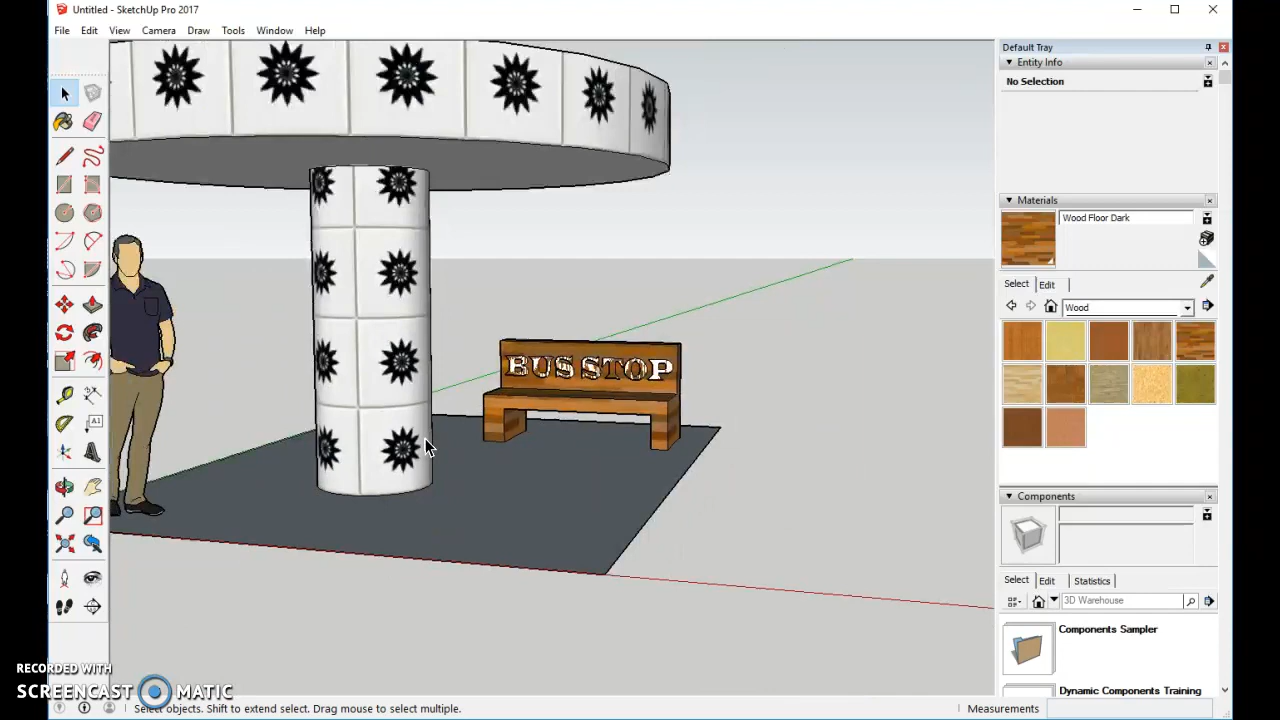 Untitled - SketchUp Pro 2017
File Edit View Camera Draw Tools Window Help
Default Tray
Entity Info
No Selection
Materials
Wood Floor Dark
Select Edit
Wood
BUS STOP
A1
Components
Select Edit Statistics
3D Warehouse
Components Sampler
Dynamic Components Training
RECORDED WITH
SCREENCAST MATIC
Select objects. Shift to extend select. Drag mouse to select multiple.
Measurements